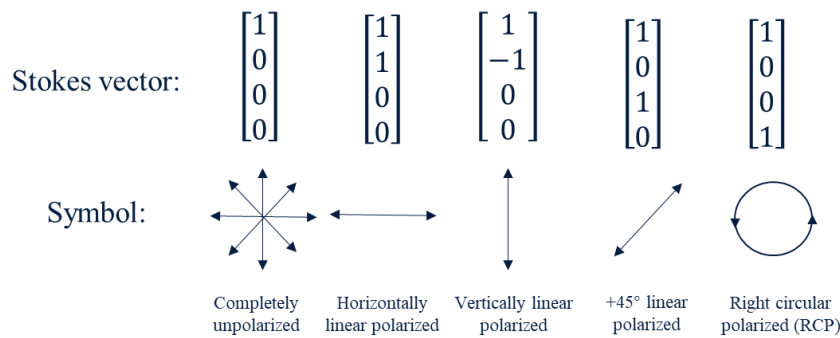 Stokes vector:
[1 0 0 0] [1 1 0 0] [1 −1 0 0] [1 0 1 0] [1 0 0 1]
Symbol:
Completely unpolarized
Horizontally linear polarized
Vertically linear polarized
+45° linear polarized
Right circular polarized (RCP)